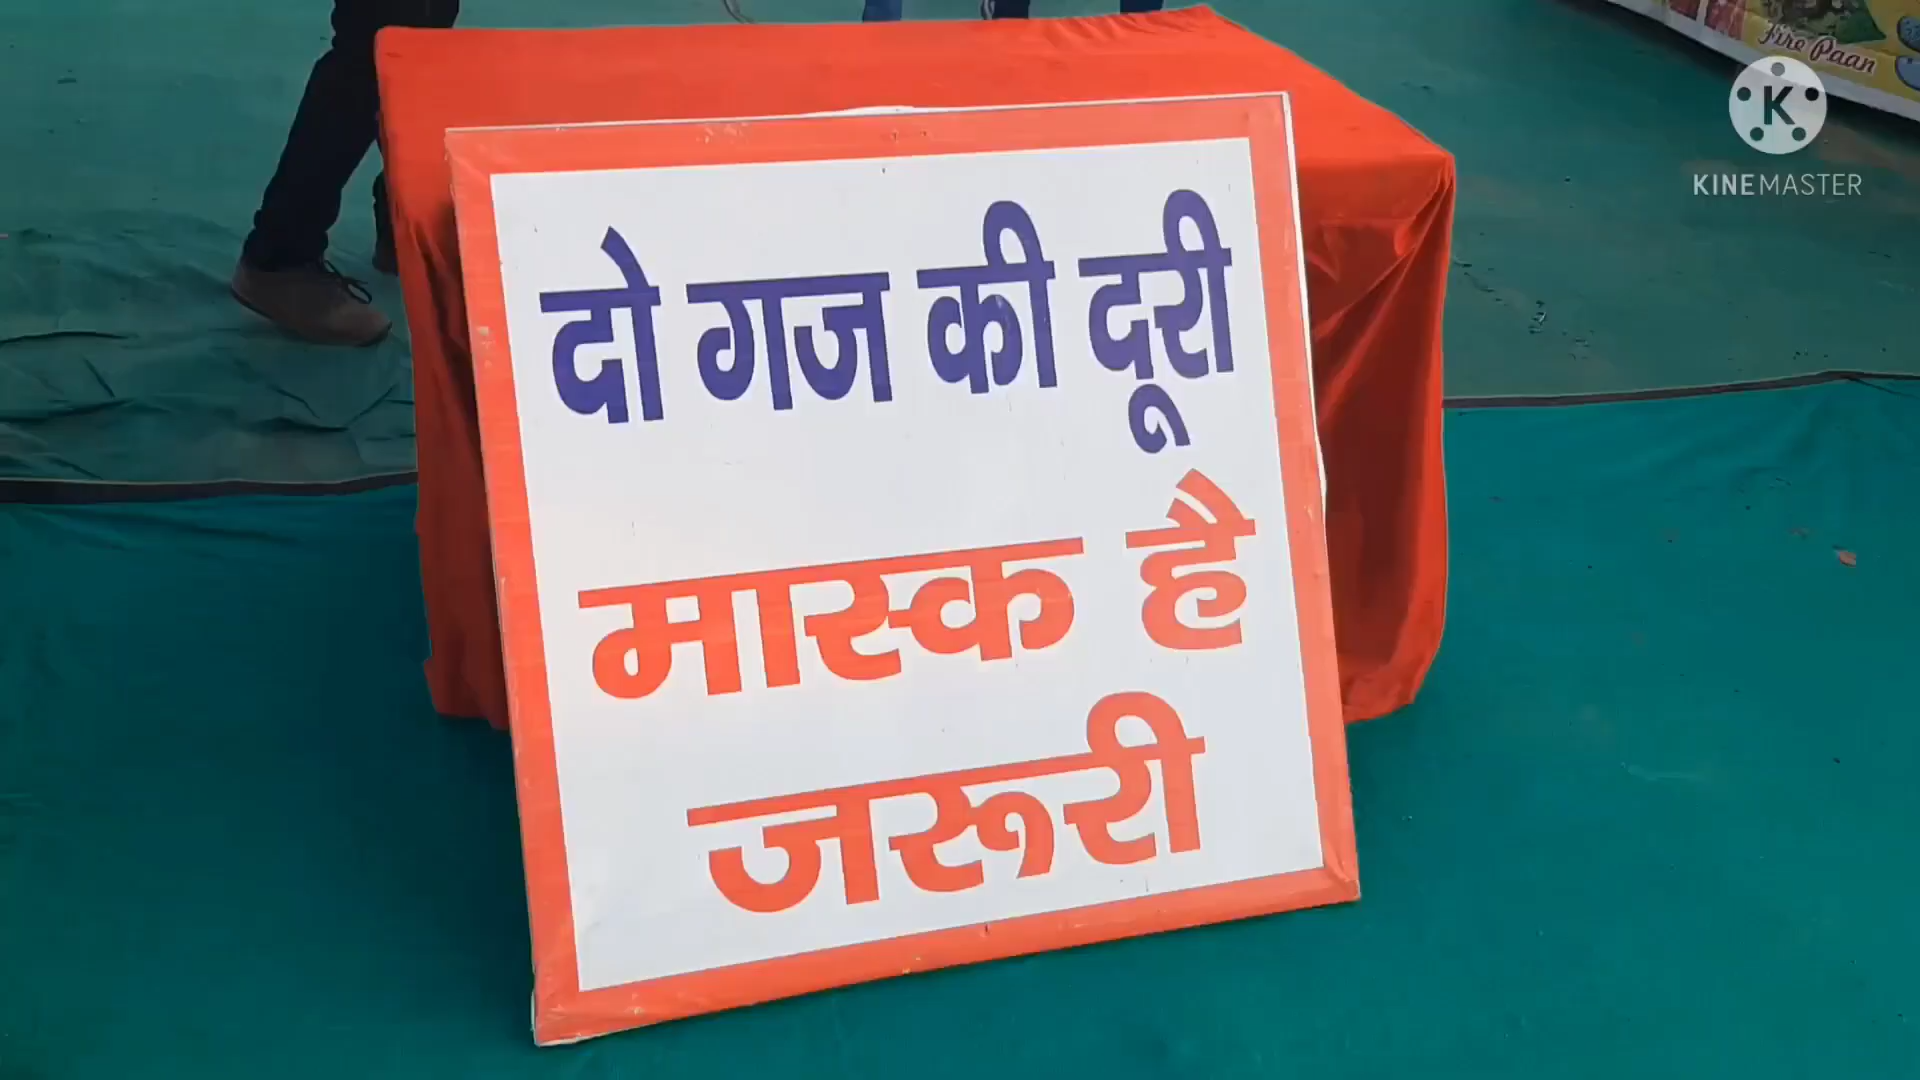 Fire Paan
KINEMASTER
दो गज की दूरी
मास्क है
जरूरी